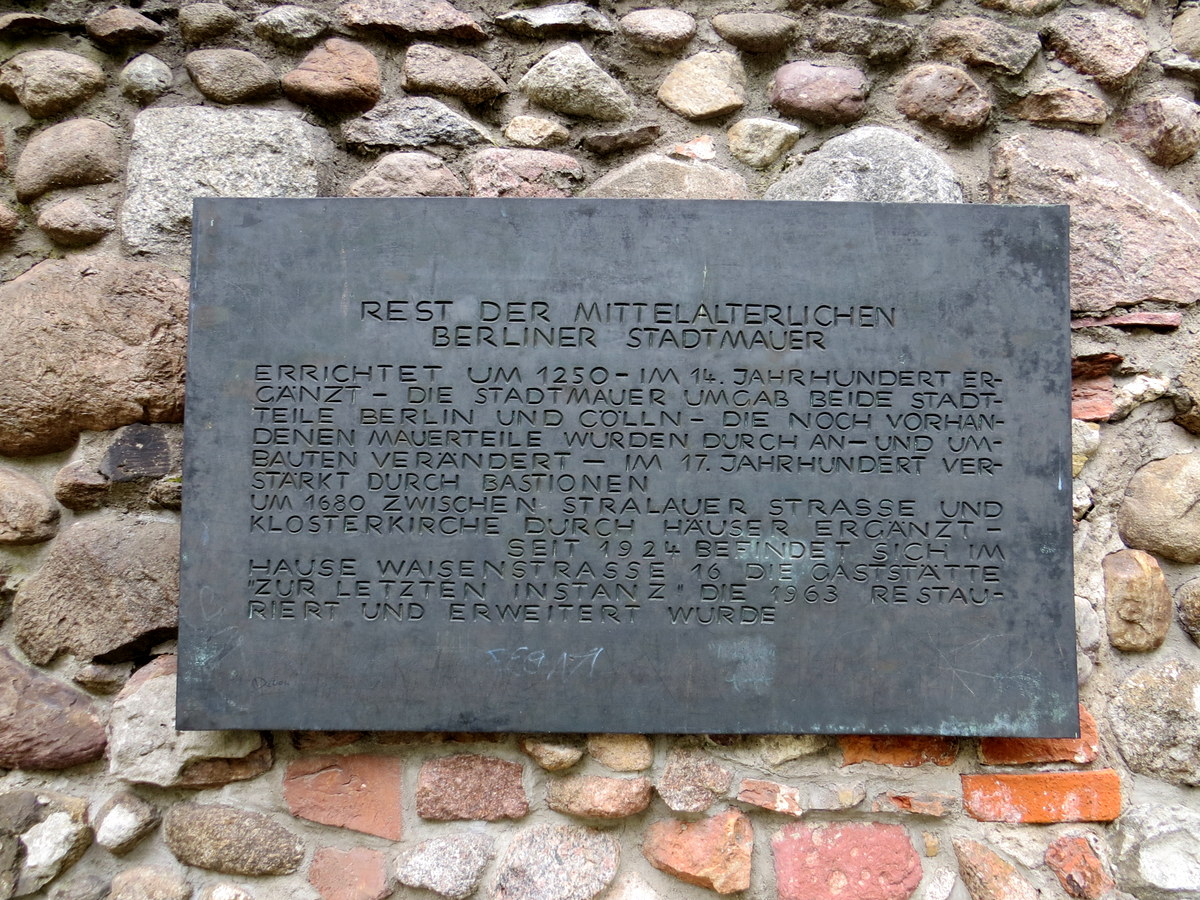 REST DER MITTELALTERLICHEN
BERLINER STADTMAUER
ERRICHTET UM 1250 – IM 14. JAHRHUNDERT ER-
GÄNZT – DIE STADTMAUER UMGAB BEIDE STADT-
TEILE BERLIN UND CÖLLN – DIE NOCH VORHAN-
DENEN MAUERTEILE WURDEN DURCH AN – UND UM-
BAUTEN VERÄNDERT – IM 17. JAHRHUNDERT VER-
STÄRKT DURCH BASTIONEN
UM 1680 ZWISCHEN STRALAUER STRASSE UND
KLOSTERKIRCHE DURCH HÄUSER ERGÄNZT –
SEIT 1924 BEFINDET SICH IM
HAUSE WAISENSTRASSE 16 DIE GASTSTÄTTE
"ZUR LETZTEN INSTANZ" DIE 1963 RESTAU-
RIERT UND ERWEITERT WURDE